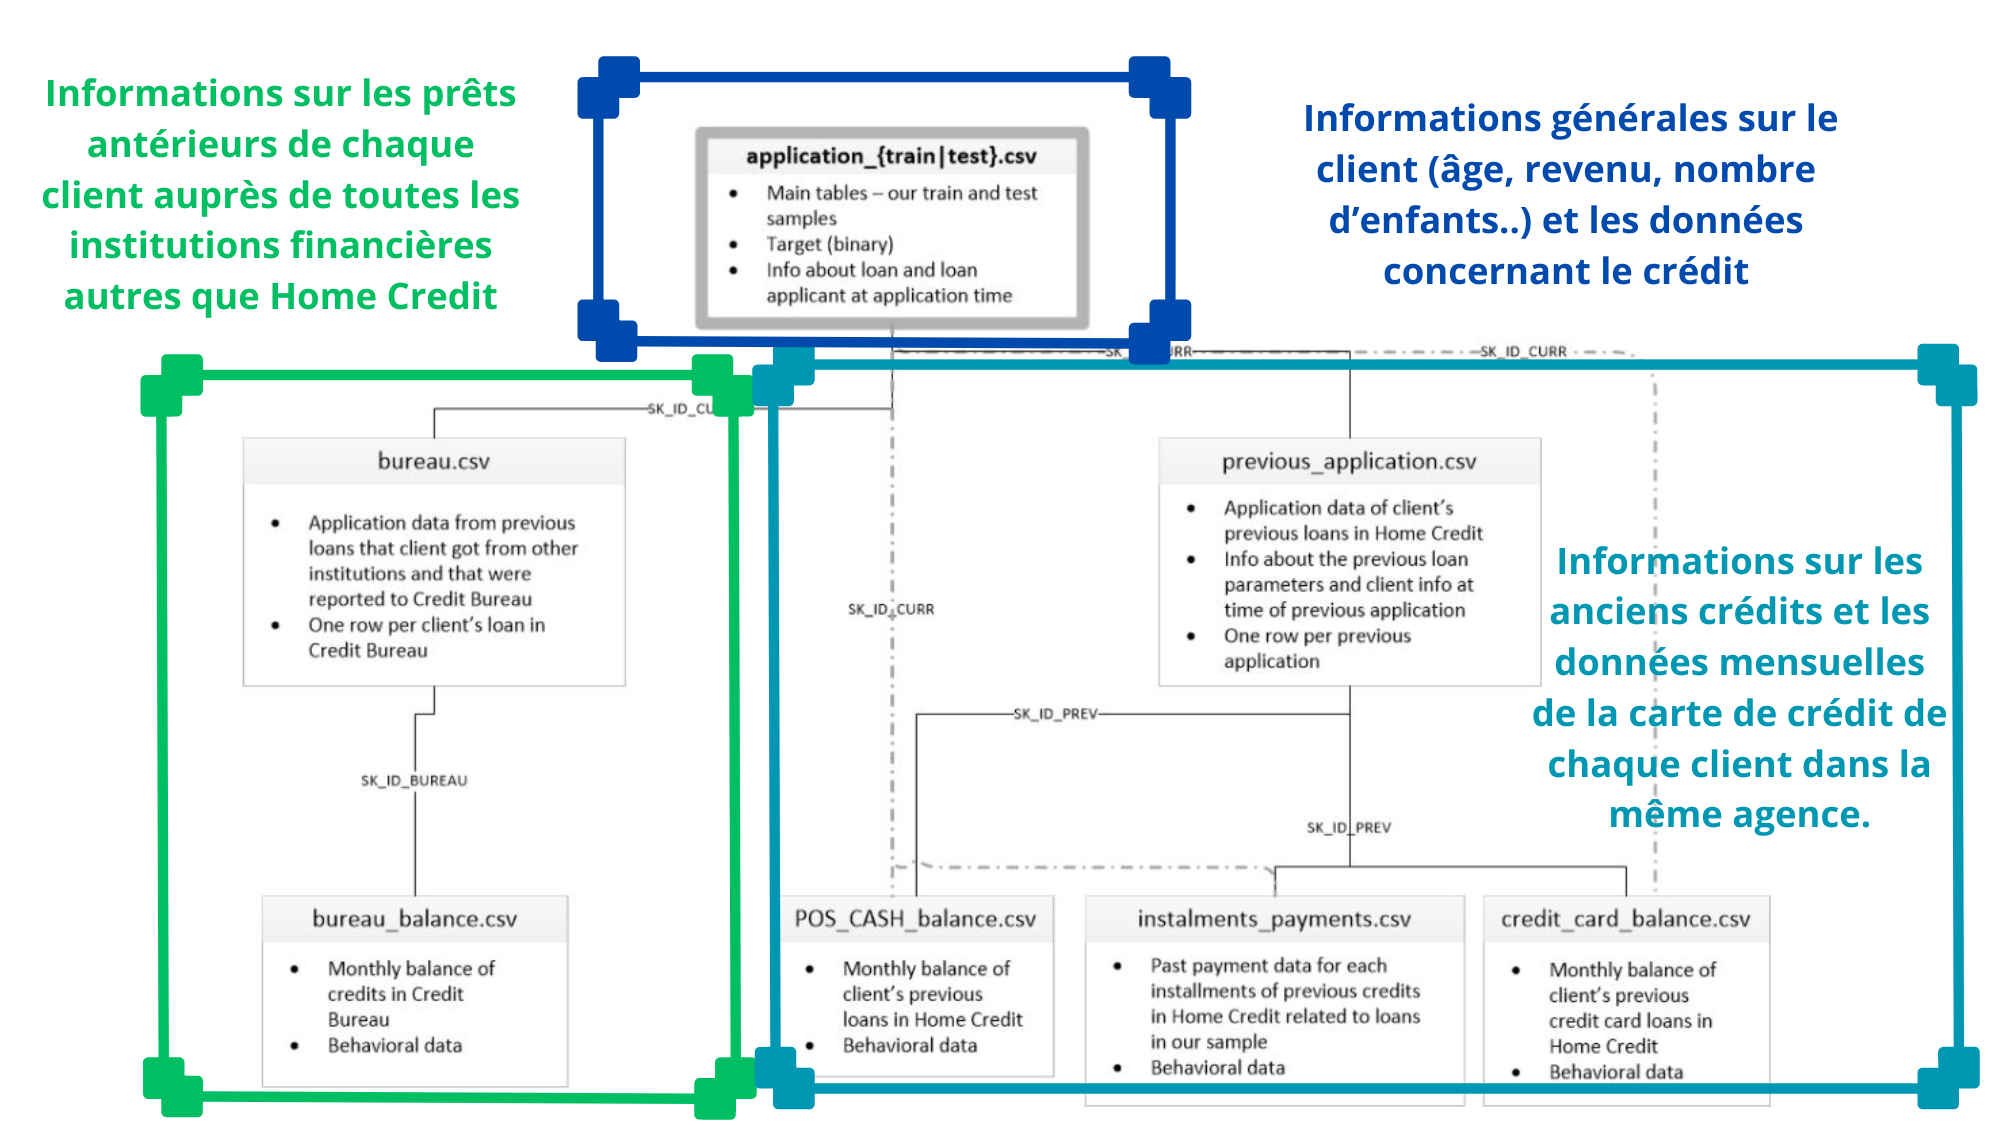 Informations sur les prêts
antérieurs de chaque
client auprès de toutes les
institutions financières
autres que Home Credit
application_{train|test}.csv
• Main tables – our train and test
samples
• Target (binary)
• Info about loan and loan
applicant at application time
Informations générales sur le
client (âge, revenu, nombre
d’enfants..) et les données
concernant le crédit
SK_ID_CURR
SK_ID_CURR
bureau.csv
• Application data from previous
loans that client got from other
institutions and that were
reported to Credit Bureau
• One row per client’s loan in
Credit Bureau
SK_ID_BUREAU
bureau_balance.csv
• Monthly balance of
credits in Credit
Bureau
• Behavioral data
previous_application.csv
• Application data of client’s
previous loans in Home Credit
• Info about the previous loan
parameters and client info at
time of previous application
• One row per previous
application
Informations sur les
anciens crédits et les
données mensuelles
de la carte de crédit de
chaque client dans la
même agence.
SK_ID_PREV
SK_ID_PREV
POS_CASH_balance.csv
• Monthly balance of
client’s previous
loans in Home Credit
• Behavioral data
instalments_payments.csv
• Past payment data for each
installments of previous credits
in Home Credit related to loans
in our sample
• Behavioral data
credit_card_balance.csv
• Monthly balance of
client’s previous
credit card loans in
Home Credit
• Behavioral data